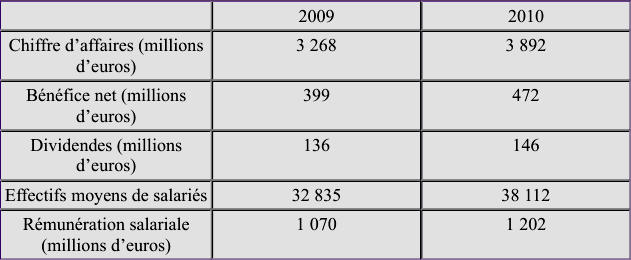 2009 2010
Chiffre d’affaires (millions 3 268 3 892
d’euros)
Bénéfice net (millions 399 472
d’euros)
Dividendes (millions 136 146
d’euros)
Effectifs moyens de salariés 32 835 38 112
Rémunération salariale 1 070 1 202
(millions d’euros)